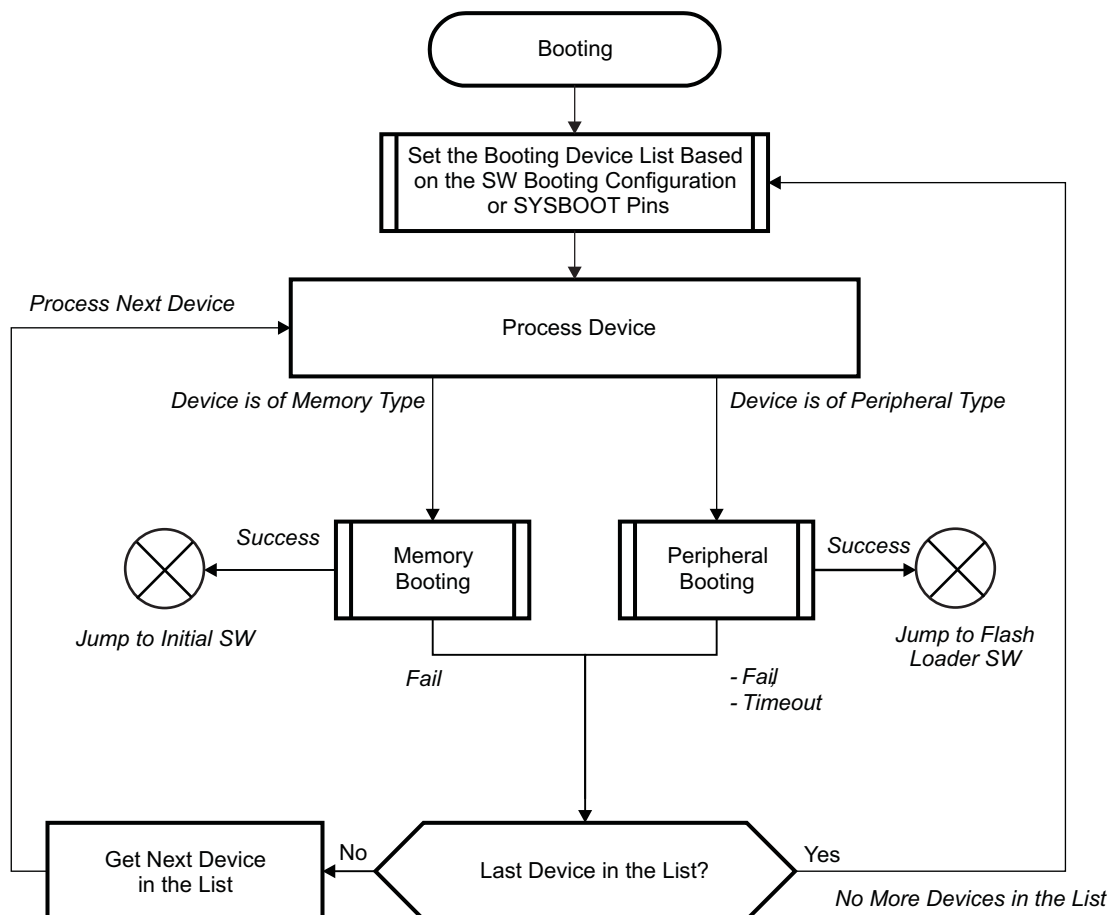 Booting
Set the Booting Device List Based
on the SW Booting Configuration
or SYSBOOT Pins
Process Next Device
Process Device
Device is of Memory Type
Device is of Peripheral Type
Success
Memory
Booting
Peripheral
Booting
Success
Jump to Initial SW
Jump to Flash
Loader SW
Fail
- Fail,
- Timeout
Get Next Device
in the List
No
Last Device in the List?
Yes
No More Devices in the List